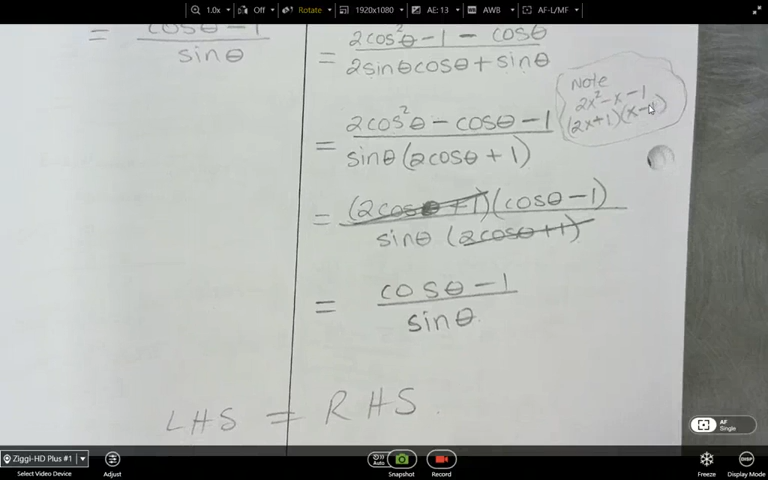 1.0x Off Rotate 1920x1080 AE: 13 AWB AF-L/MF
= cosθ - 1 / sinθ
= 2cos²θ - 1 - cosθ / 2sinθcosθ + sinθ
Note
2x² - x - 1
(2x+1)(x-1)
= 2cos²θ - cosθ - 1 / sinθ(2cosθ + 1)
= (2cosθ + 1)(cosθ - 1) / sinθ (2cosθ + 1)
= cosθ - 1 / sinθ
LHS = RHS
AF
Single
Ziggi-HD Plus #1
Select Video Device
Adjust
Auto
Snapshot
Record
Freeze
DISP
Display Mode